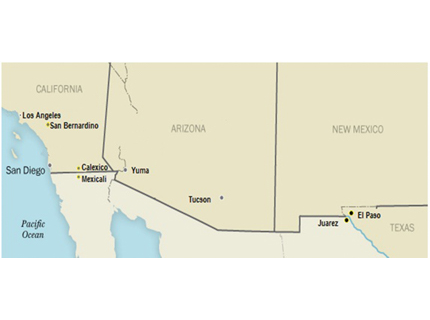 CALIFORNIA
Los Angeles
San Bernardino
ARIZONA
NEW MEXICO
San Diego
Calexico
Mexicali
Yuma
Tucson
El Paso
Juarez
TEXAS
Pacific
Ocean